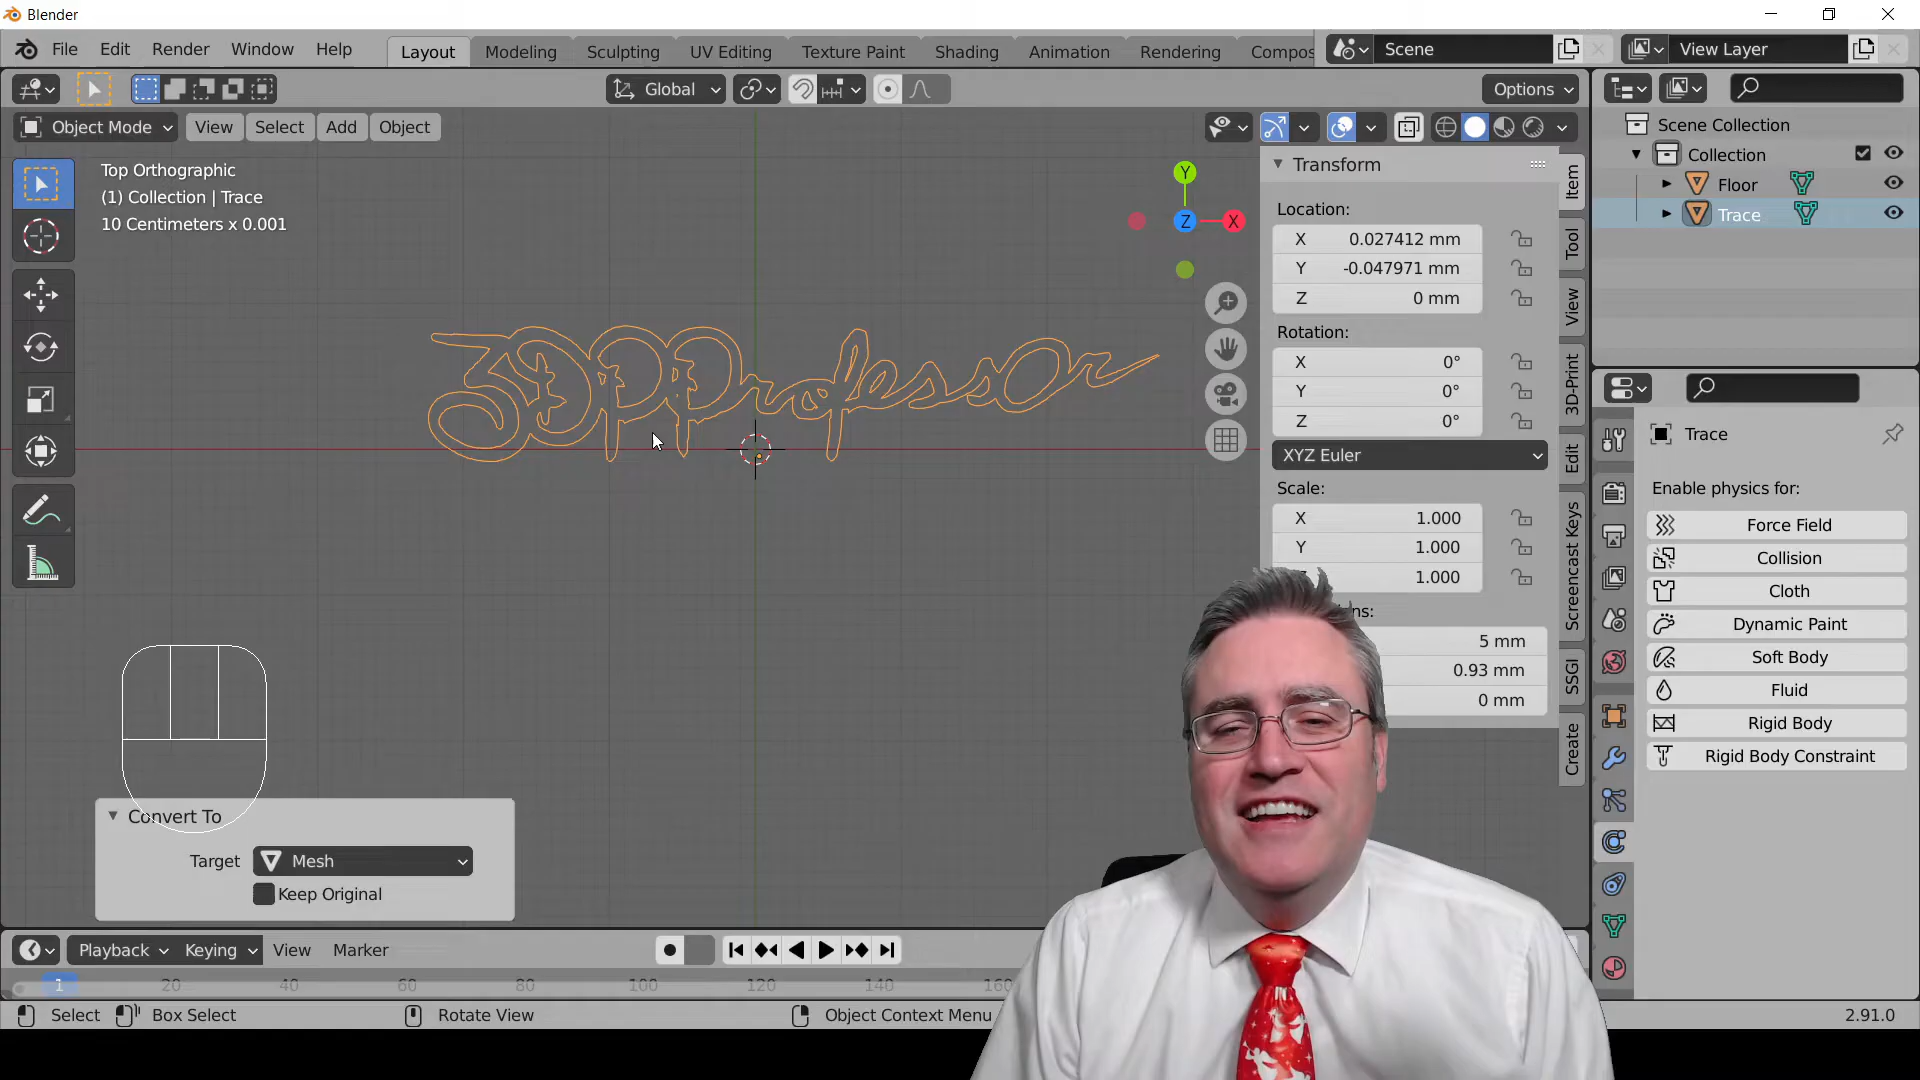 Blender
File Edit Render Window Help Layout Modeling Sculpting UV Editing Texture Paint Shading Animation Rendering Compos Scene View Layer
Global Options
Object Mode View Select Add Object
Top Orthographic
(1) Collection | Trace
10 Centimeters x 0.001
3DPProfessor
Y
Z X
Transform
Location:
X 0.027412 mm
Y -0.047971 mm
Z 0 mm
Rotation:
X 0°
Y 0°
Z 0°
XYZ Euler
Scale:
X 1.000
Y 1.000
1.000
ns:
5 mm
0.93 mm
0 mm
Item
Tool
View
3D-Print
Edit
Screencast Keys
SSGI
Create
Scene Collection
Collection
Floor
Trace
Trace
Enable physics for:
Force Field
Collision
Cloth
Dynamic Paint
Soft Body
Fluid
Rigid Body
Rigid Body Constraint
Convert To
Target Mesh
Keep Original
Playback Keying View Marker
1 20 40 60 80 100 120 140 160
Select Box Select Rotate View Object Context Menu 2.91.0